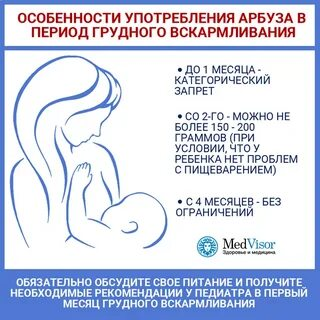 ОСОБЕННОСТИ УПОТРЕБЛЕНИЯ АРБУЗА В
ПЕРИОД ГРУДНОГО ВСКАРМЛИВАНИЯ
• ДО 1 МЕСЯЦА -
КАТЕГОРИЧЕСКИЙ
ЗАПРЕТ
• СО 2-ГО - МОЖНО НЕ
БОЛЕЕ 150 - 200
ГРАММОВ (ПРИ
УСЛОВИИ, ЧТО У
РЕБЕНКА НЕТ ПРОБЛЕМ
С ПИЩЕВАРЕНИЕМ)
• С 4 МЕСЯЦЕВ - БЕЗ
ОГРАНИЧЕНИЙ
MedVisor
Здоровье и медицина
ОБЯЗАТЕЛЬНО ОБСУДИТЕ СВОЕ ПИТАНИЕ И ПОЛУЧИТЕ
НЕОБХОДИМЫЕ РЕКОМЕНДАЦИИ У ПЕДИАТРА В ПЕРВЫЙ
МЕСЯЦ ГРУДНОГО ВСКАРМЛИВАНИЯ